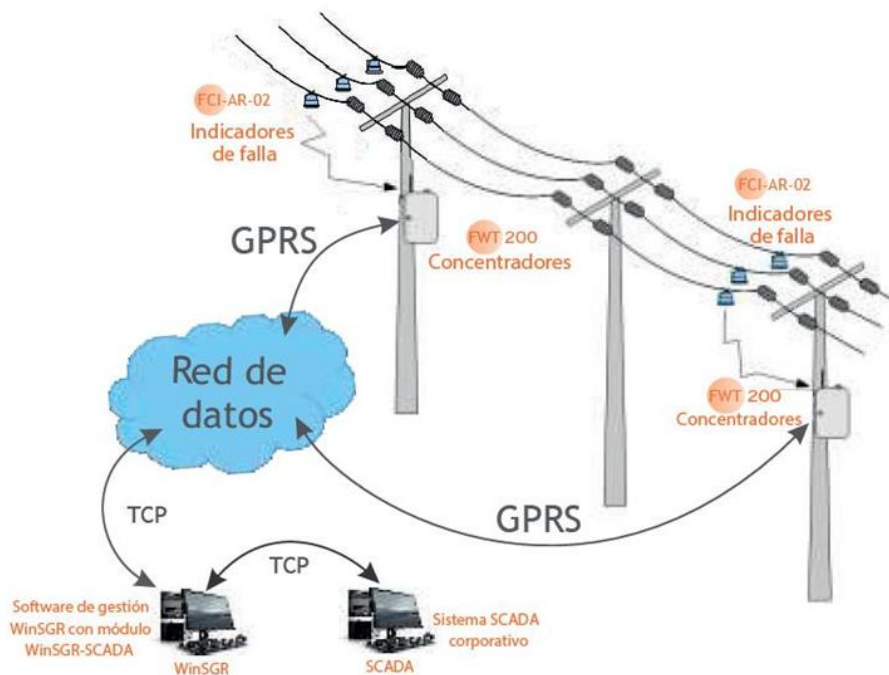 FCI-AR-02
Indicadores
de falla
GPRS
FWT 200
Concentradores
FCI-AR-02
Indicadores
de falla
Red de
datos
FWT 200
Concentradores
GPRS
TCP
TCP
Software de gestión
WinSGR con módulo
WinSGR-SCADA
WinSGR
Sistema SCADA
corporativo
SCADA